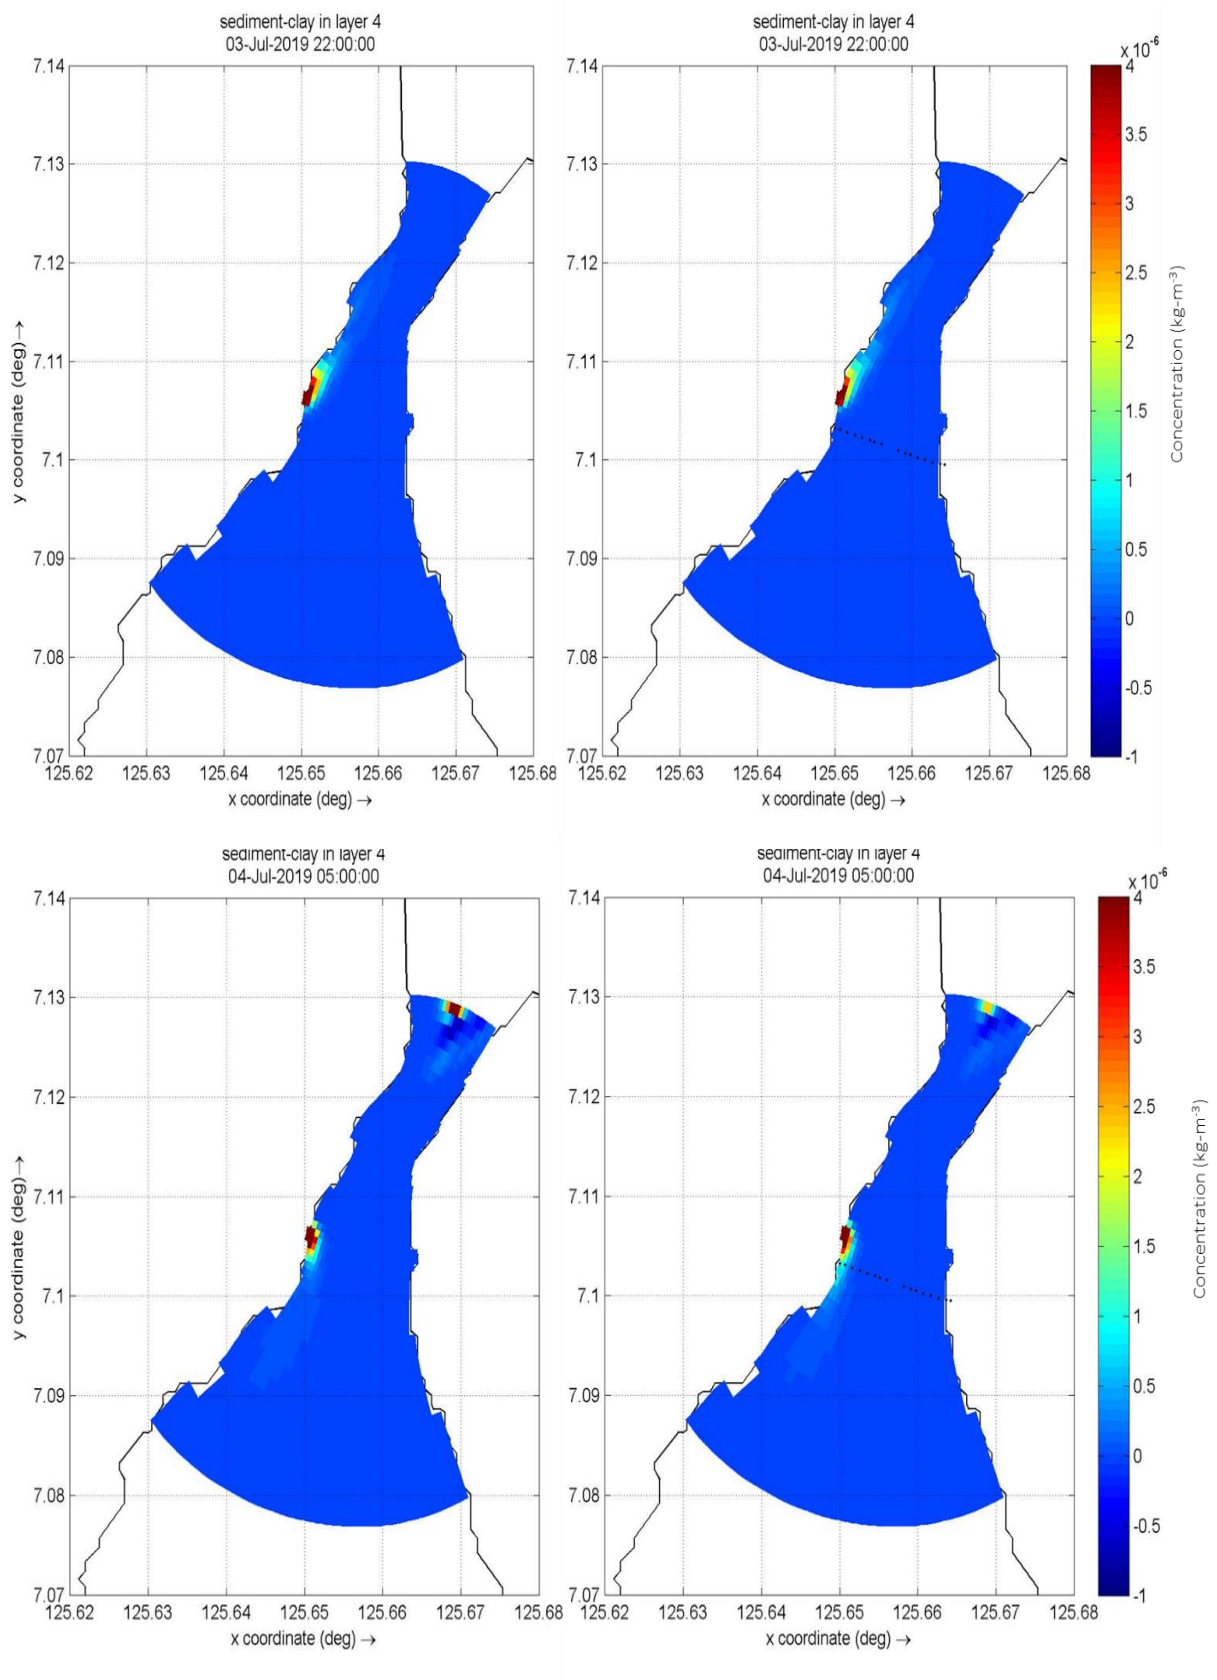 sediment-clay in layer 4
03-Jul-2019 22:00:00
7.14
7.13
7.12
7.11
7.1
7.09
7.08
7.07
125.62 125.63 125.64 125.65 125.66 125.67 125.68
x coordinate (deg) →
y coordinate (deg) →
sediment-clay in layer 4
03-Jul-2019 22:00:00
7.14
7.13
7.12
7.11
7.1
7.09
7.08
7.07
125.62 125.63 125.64 125.65 125.66 125.67 125.68
x coordinate (deg) →
x 10⁻⁶
4
3.5
3
2.5
2
1.5
1
0.5
0
-0.5
-1
Concentration (kg-m⁻³)
sediment-clay in layer 4
04-Jul-2019 05:00:00
7.14
7.13
7.12
7.11
7.1
7.09
7.08
7.07
125.62 125.63 125.64 125.65 125.66 125.67 125.68
x coordinate (deg) →
y coordinate (deg) →
sediment-clay in layer 4
04-Jul-2019 05:00:00
7.14
7.13
7.12
7.11
7.1
7.09
7.08
7.07
125.62 125.63 125.64 125.65 125.66 125.67 125.68
x coordinate (deg) →
x 10⁻⁶
4
3.5
3
2.5
2
1.5
1
0.5
0
-0.5
-1
Concentration (kg-m⁻³)